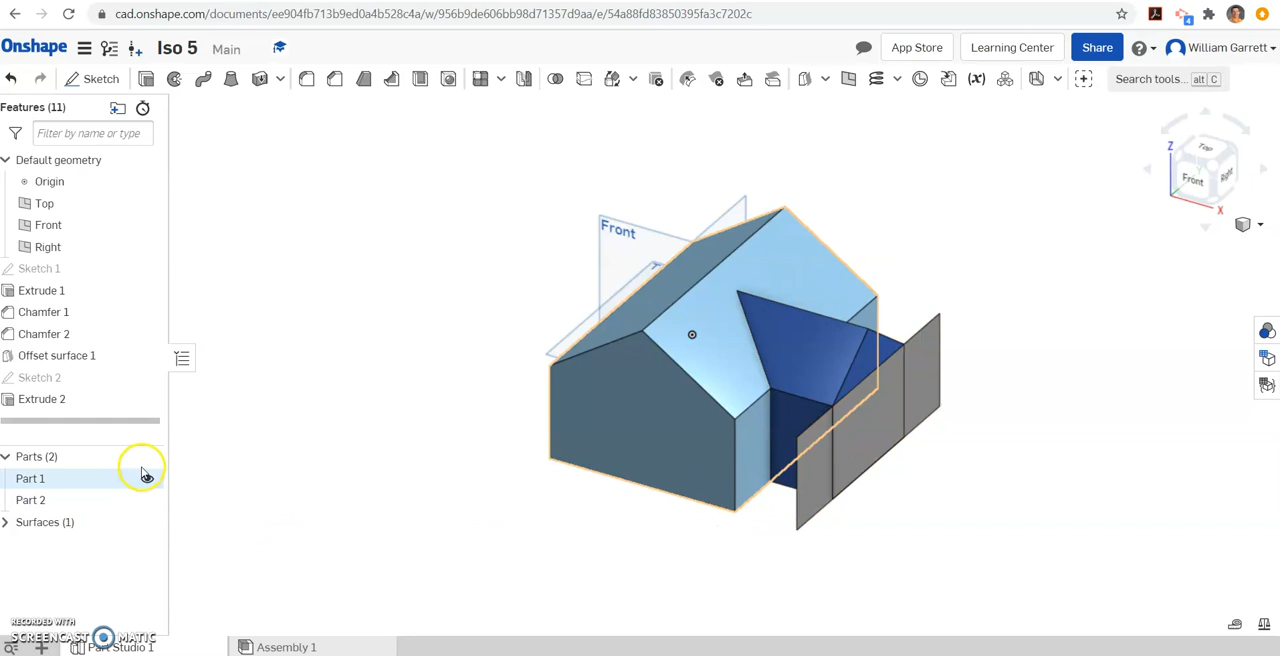 cad.onshape.com/documents/ee904fb713b9ed0a4b528c4a/w/956b9de606bb98d71357d9aa/e/54a88fd83850395fa3c7202c
4
Onshape Iso 5 Main App Store Learning Center Share William Garrett
Sketch (x) Search tools... alt C
Features (11)
Filter by name or type
Default geometry
Origin
Top
Front
Right
Sketch 1
Extrude 1
Chamfer 1
Chamfer 2
Offset surface 1
Sketch 2
Extrude 2
Parts (2)
Part 1
Part 2
Surfaces (1)
Front
Z
Top
Front
Right
X
RECORDED WITH
SCREENCAST MATIC
Part Studio 1 Assembly 1